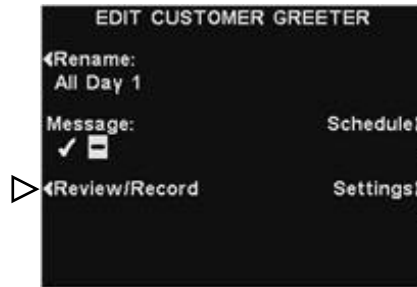 EDIT CUSTOMER GREETER
Rename:
All Day 1
Message:
Schedule
Review/Record
Settings